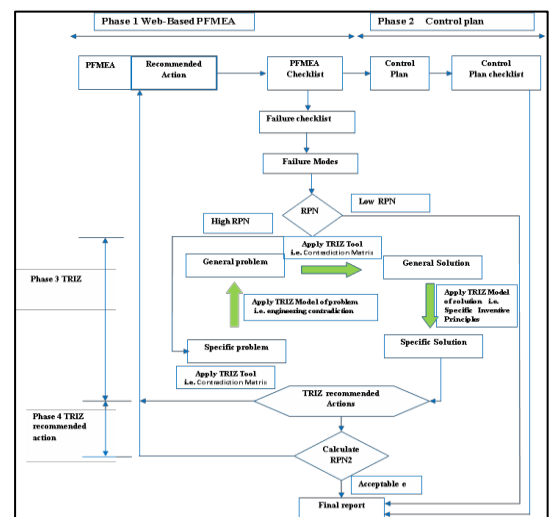 Phase 1 Web-Based PFMEA
Phase 2 Control plan
PFMEA
Recommended
Action
PFMEA
Checklist
Control
Plan
Control
Plan checklist
Failure checklist
Failure Modes
RPN
Low RPN
High RPN
Apply TRIZ Tool
i.e. Contradiction Matrix
General problem
General Solution
Phase 3 TRIZ
Apply TRIZ Model of problem
i.e. engineering contradiction
Apply TRIZ Model
of solution i.e.
Specific Inventive
Principles
Specific problem
Specific Solution
Apply TRIZ Tool
i.e. Contradiction Matrix
TRIZ recommended
Actions
Phase 4 TRIZ
recommended
action
Calculate
RPN2
Acceptable e
Final report